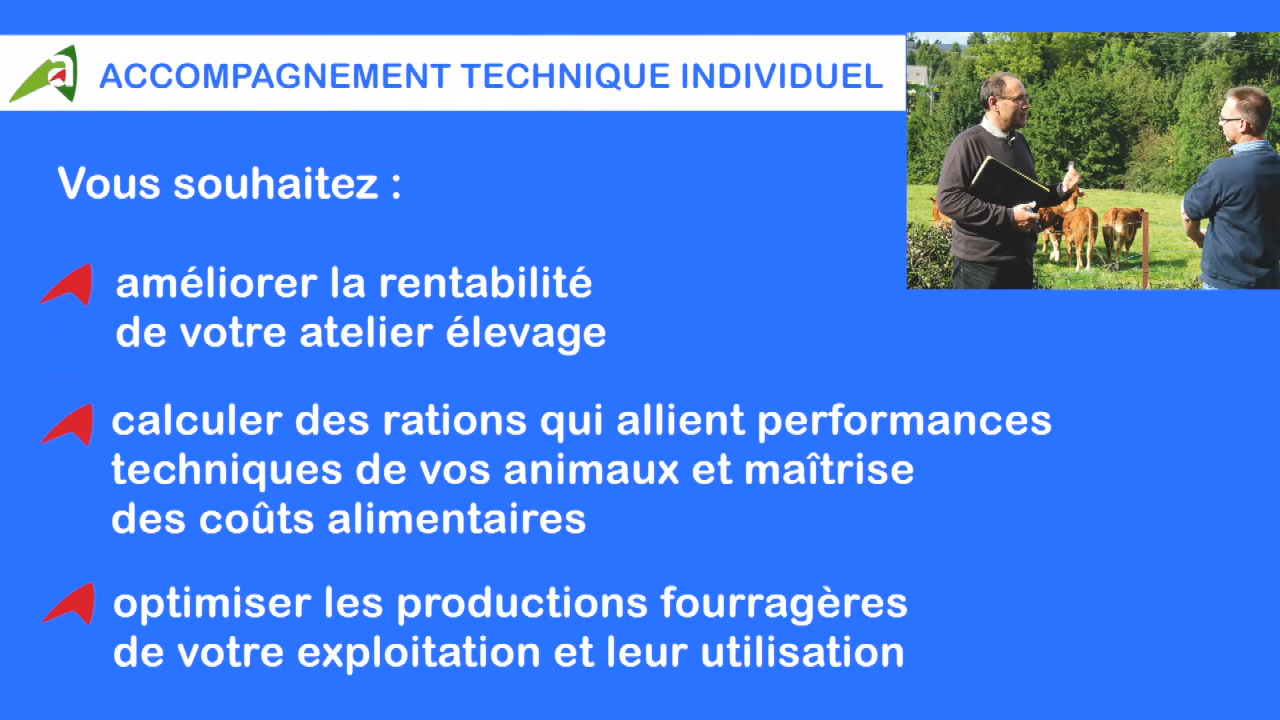 a ACCOMPAGNEMENT TECHNIQUE INDIVIDUEL
Vous souhaitez :
améliorer la rentabilité
de votre atelier élevage
calculer des rations qui allient performances
techniques de vos animaux et maîtrise
des coûts alimentaires
optimiser les productions fourragères
de votre exploitation et leur utilisation